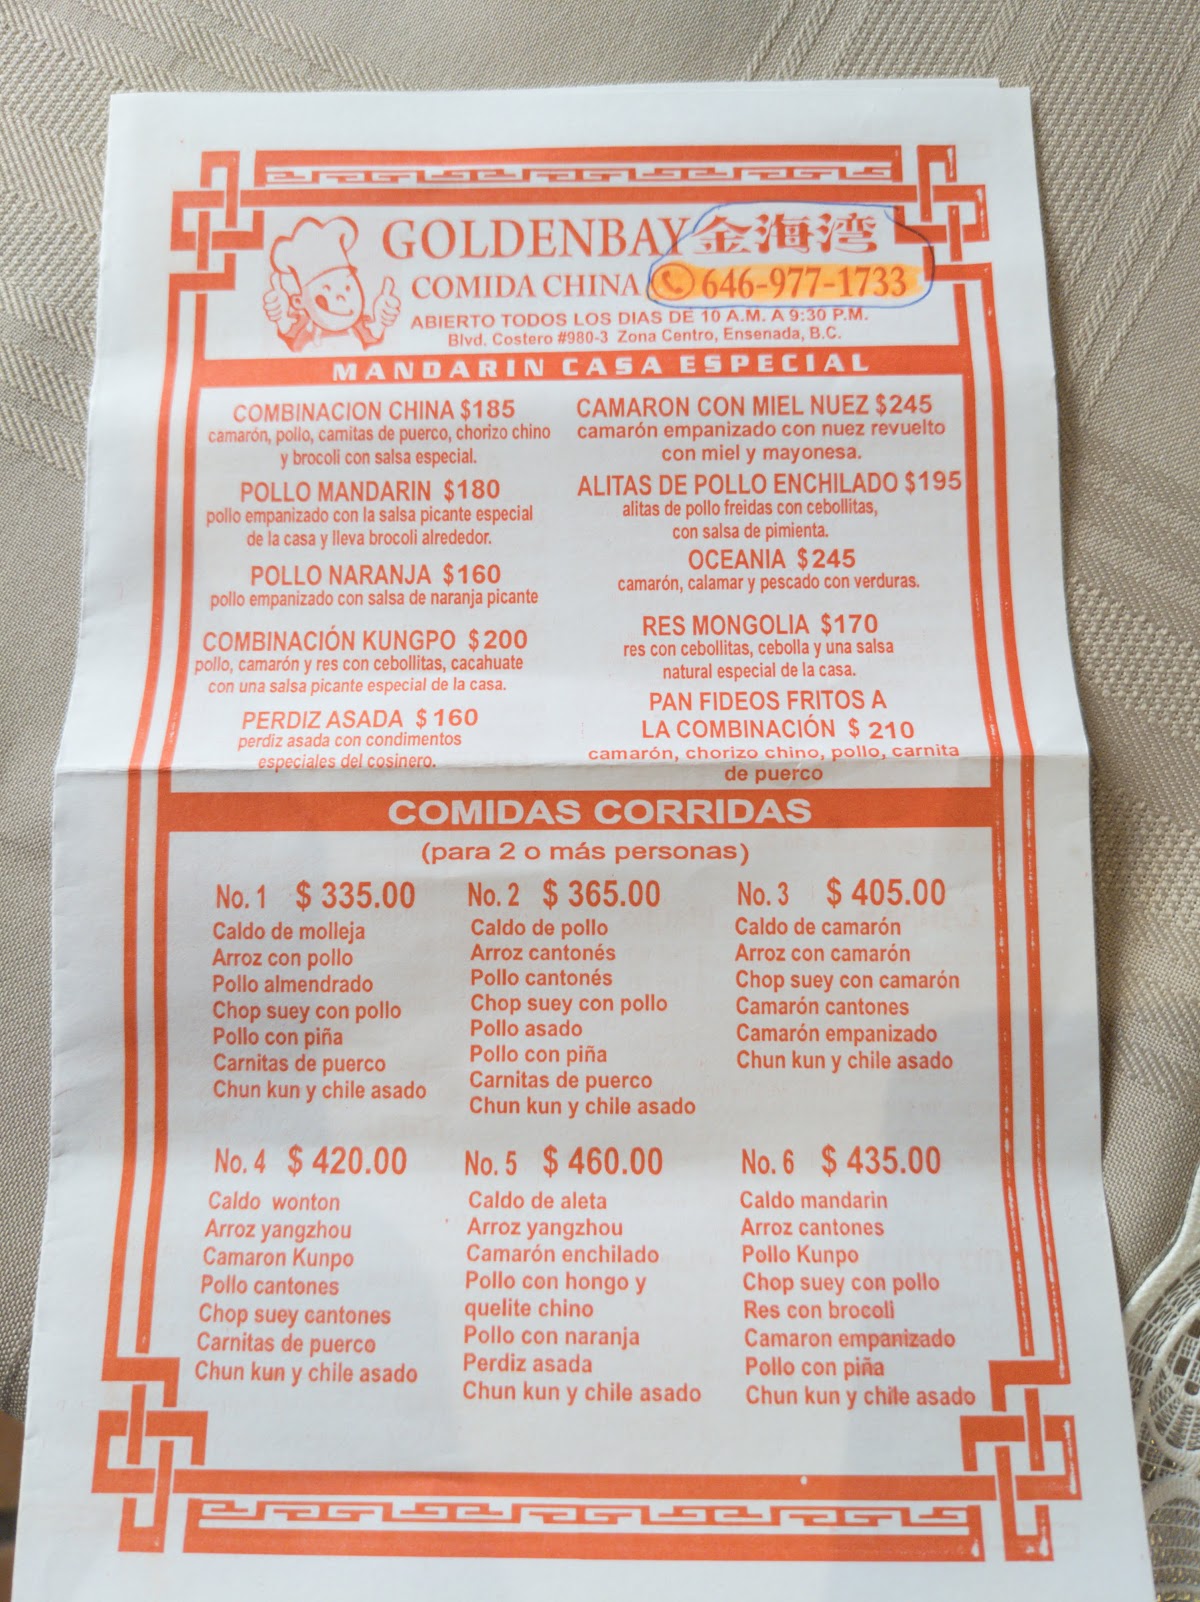 GOLDENBAY金海湾
COMIDA CHINA 646-977-1733
ABIERTO TODOS LOS DIAS DE 10 A.M. A 9:30 P.M.
Blvd. Costero #980-3 Zona Centro, Ensenada, B.C.
MANDARIN CASA ESPECIAL
COMBINACION CHINA $185
camarón, pollo, carnitas de puerco, chorizo chino
y brocoli con salsa especial.
POLLO MANDARIN $180
pollo empanizado con la salsa picante especial
de la casa y lleva brocoli alrededor.
POLLO NARANJA $160
pollo empanizado con salsa de naranja picante
COMBINACIÓN KUNGPO $200
pollo, camarón y res con cebollitas, cacahuate
con una salsa picante especial de la casa.
PERDIZ ASADA $160
perdiz asada con condimentos
especiales del cosinero.
CAMARON CON MIEL NUEZ $245
camarón empanizado con nuez revuelto
con miel y mayonesa.
ALITAS DE POLLO ENCHILADO $195
alitas de pollo freidas con cebollitas,
con salsa de pimienta.
OCEANIA $245
camarón, calamar y pescado con verduras.
RES MONGOLIA $170
res con cebollitas, cebolla y una salsa
natural especial de la casa.
PAN FIDEOS FRITOS A
LA COMBINACIÓN $ 210
camarón, chorizo chino, pollo, carnita
de puerco
COMIDAS CORRIDAS
(para 2 o más personas)
No. 1 $ 335.00
Caldo de molleja
Arroz con pollo
Pollo almendrado
Chop suey con pollo
Pollo con piña
Carnitas de puerco
Chun kun y chile asado
No. 2 $ 365.00
Caldo de pollo
Arroz cantonés
Pollo cantonés
Chop suey con pollo
Pollo asado
Pollo con piña
Carnitas de puerco
Chun kun y chile asado
No. 3 $ 405.00
Caldo de camarón
Arroz con camarón
Chop suey con camarón
Camarón cantones
Camarón empanizado
Chun kun y chile asado
No. 4 $ 420.00
Caldo wonton
Arroz yangzhou
Camaron Kunpo
Pollo cantones
Chop suey cantones
Carnitas de puerco
Chun kun y chile asado
No. 5 $ 460.00
Caldo de aleta
Arroz yangzhou
Camarón enchilado
Pollo con hongo y
quelite chino
Pollo con naranja
Perdiz asada
Chun kun y chile asado
No. 6 $ 435.00
Caldo mandarin
Arroz cantones
Pollo Kunpo
Chop suey con pollo
Res con brocoli
Camaron empanizado
Pollo con piña
Chun kun y chile asado